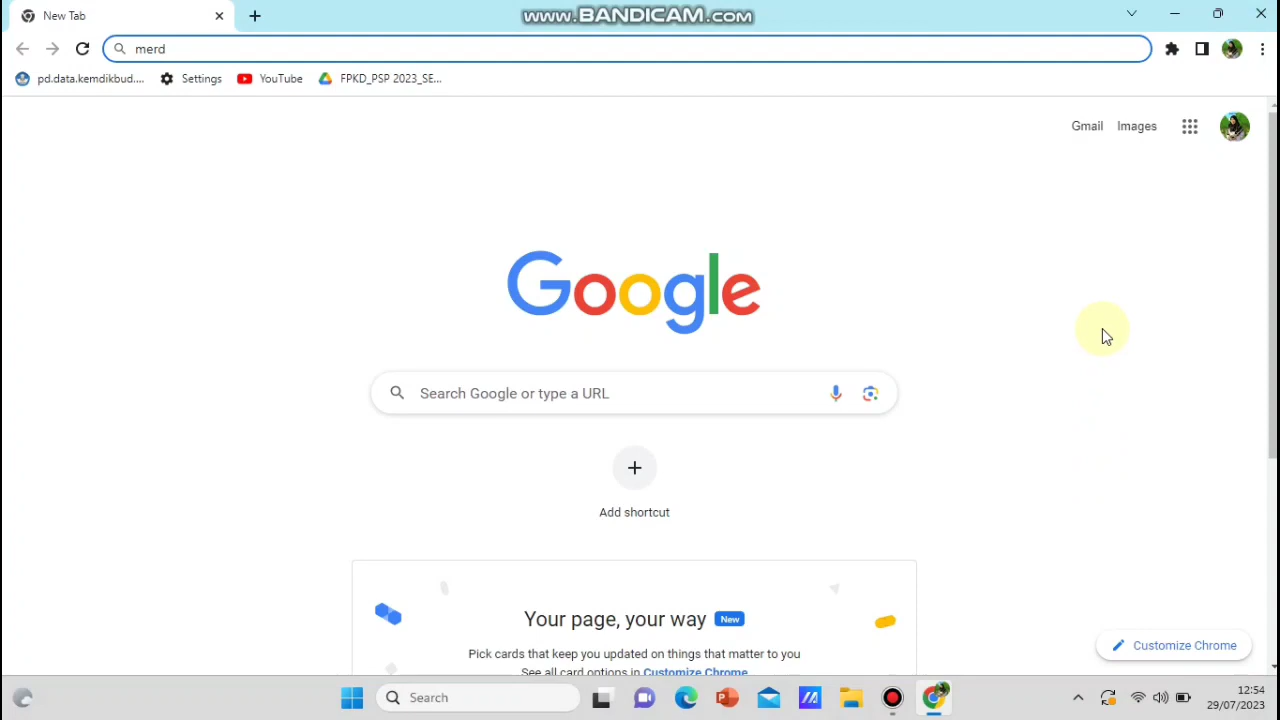 New Tab
www.BANDICAM.com
merd
pd.data.kemdikbud....
Settings
YouTube
FPKD_PSP 2023_SE...
Gmail
Images
Google
Search Google or type a URL
Add shortcut
Your page, your way
New
Pick cards that keep you updated on things that matter to you
See all card options in Customize Chrome
Customize Chrome
Search
12:54
29/07/2023